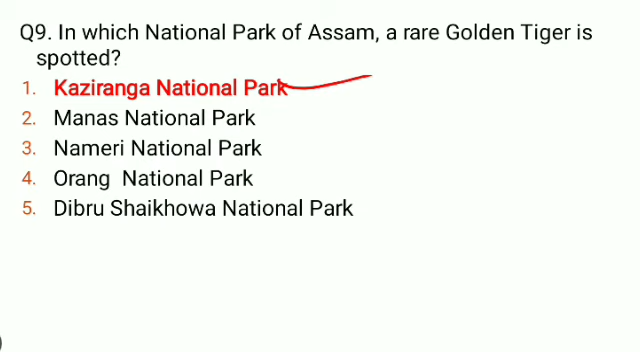 Q9. In which National Park of Assam, a rare Golden Tiger is
spotted?
1. Kaziranga National Park
2. Manas National Park
3. Nameri National Park
4. Orang National Park
5. Dibru Shaikhowa National Park